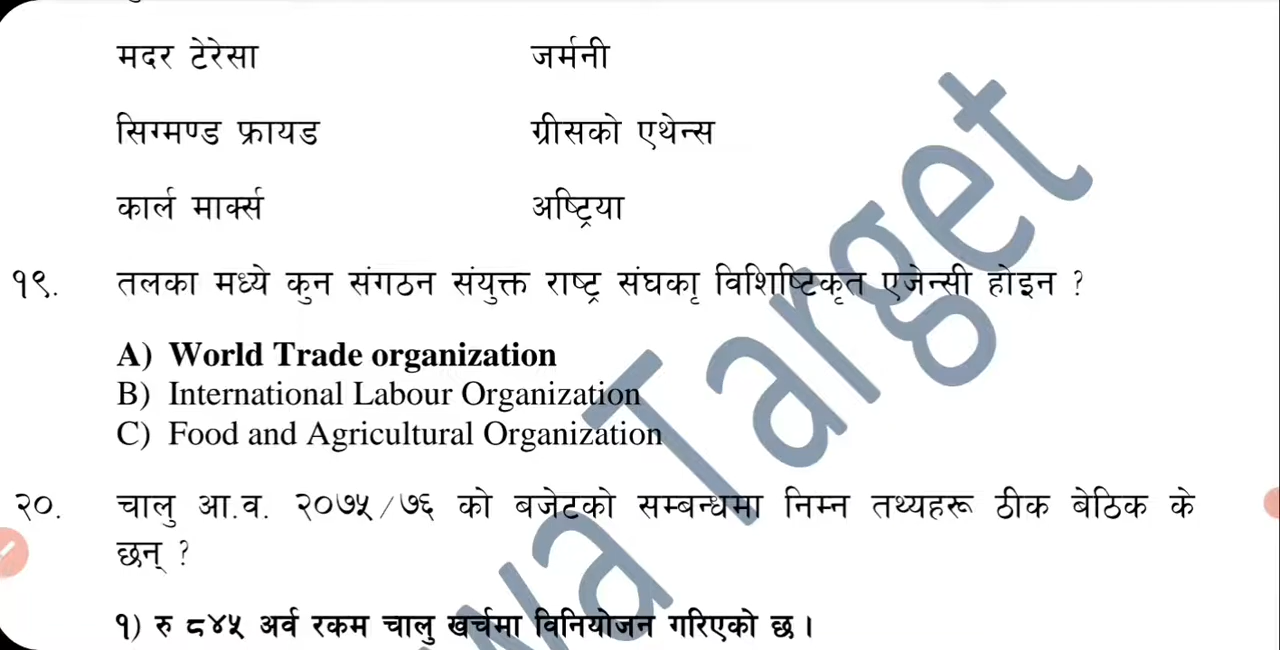 मदर टेरेसा जर्मनी
सिग्मण्ड फ्रायड ग्रीसको एथेन्स
कार्ल मार्क्स अष्ट्रिया
१९. तलका मध्ये कुन संगठन संयुक्त राष्ट्र संघका् विशिष्टिकृत एजेन्सी होइन ?
A) World Trade organization
B) International Labour Organization
C) Food and Agricultural Organization
२०. चालु आ.व. २०७५/७६ को बजेटको सम्बन्धमा निम्न तथ्यहरू ठीक बेठिक के
छन् ?
१) रु ८४५ अर्व रकम चालु खर्चमा विनियोजन गरिएको छ।
Target